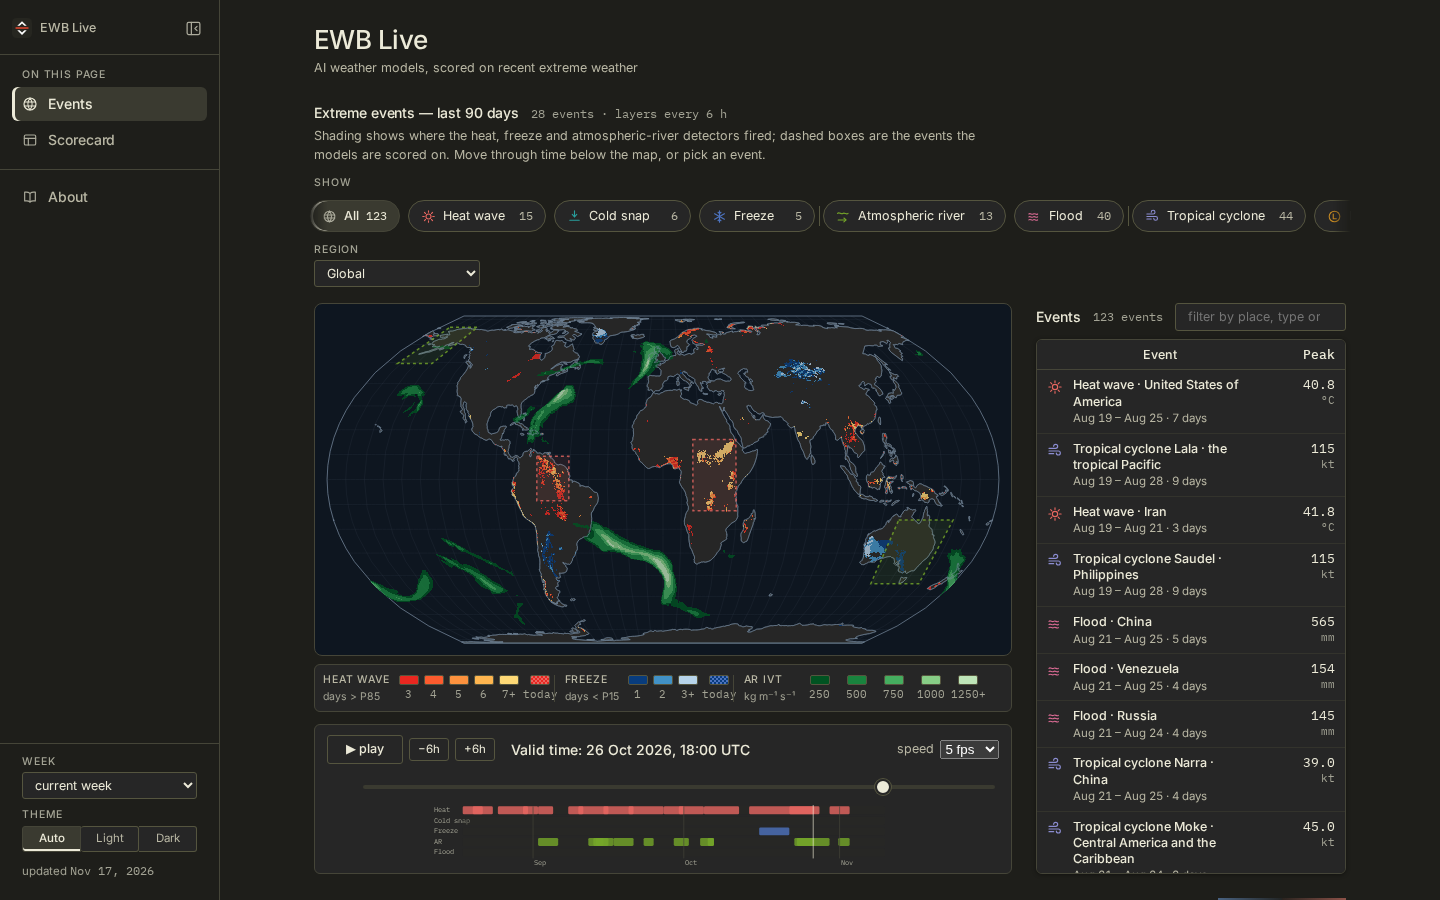 EWB Live
ON THIS PAGE
Events
Scorecard
About
WEEK
current week
THEME
Auto Light Dark
updated Nov 17, 2026
EWB Live
AI weather models, scored on recent extreme weather
Extreme events — last 90 days 28 events · layers every 6 h
Shading shows where the heat, freeze and atmospheric-river detectors fired; dashed boxes are the events the
models are scored on. Move through time below the map, or pick an event.
SHOW
All 123 Heat wave 15 Cold snap 6 Freeze 5 Atmospheric river 13 Flood 40 Tropical cyclone 44 L
REGION
Global
HEAT WAVE
days > P85
3 4 5 6 7+ today
FREEZE
days < P15
1 2 3+ today
AR IVT
kg m⁻¹ s⁻¹
250 500 750 1000 1250+
▶ play −6h +6h Valid time: 26 Oct 2026, 18:00 UTC speed 5 fps
Heat
Cold snap
Freeze
AR
Flood
Sep Oct Nov
Events 123 events filter by place, type or
Event Peak
Heat wave · United States of 40.8
America °C
Aug 19 – Aug 25 · 7 days
Tropical cyclone Lala · the 115
tropical Pacific kt
Aug 19 – Aug 28 · 9 days
Heat wave · Iran 41.8
Aug 19 – Aug 21 · 3 days °C
Tropical cyclone Saudel · 115
Philippines kt
Aug 19 – Aug 28 · 9 days
Flood · China 565
Aug 21 – Aug 25 · 5 days mm
Flood · Venezuela 154
Aug 21 – Aug 25 · 4 days mm
Flood · Russia 145
Aug 21 – Aug 24 · 4 days mm
Tropical cyclone Narra · 39.0
China kt
Aug 21 – Aug 25 · 4 days
Tropical cyclone Moke · 45.0
Central America and the kt
Caribbean